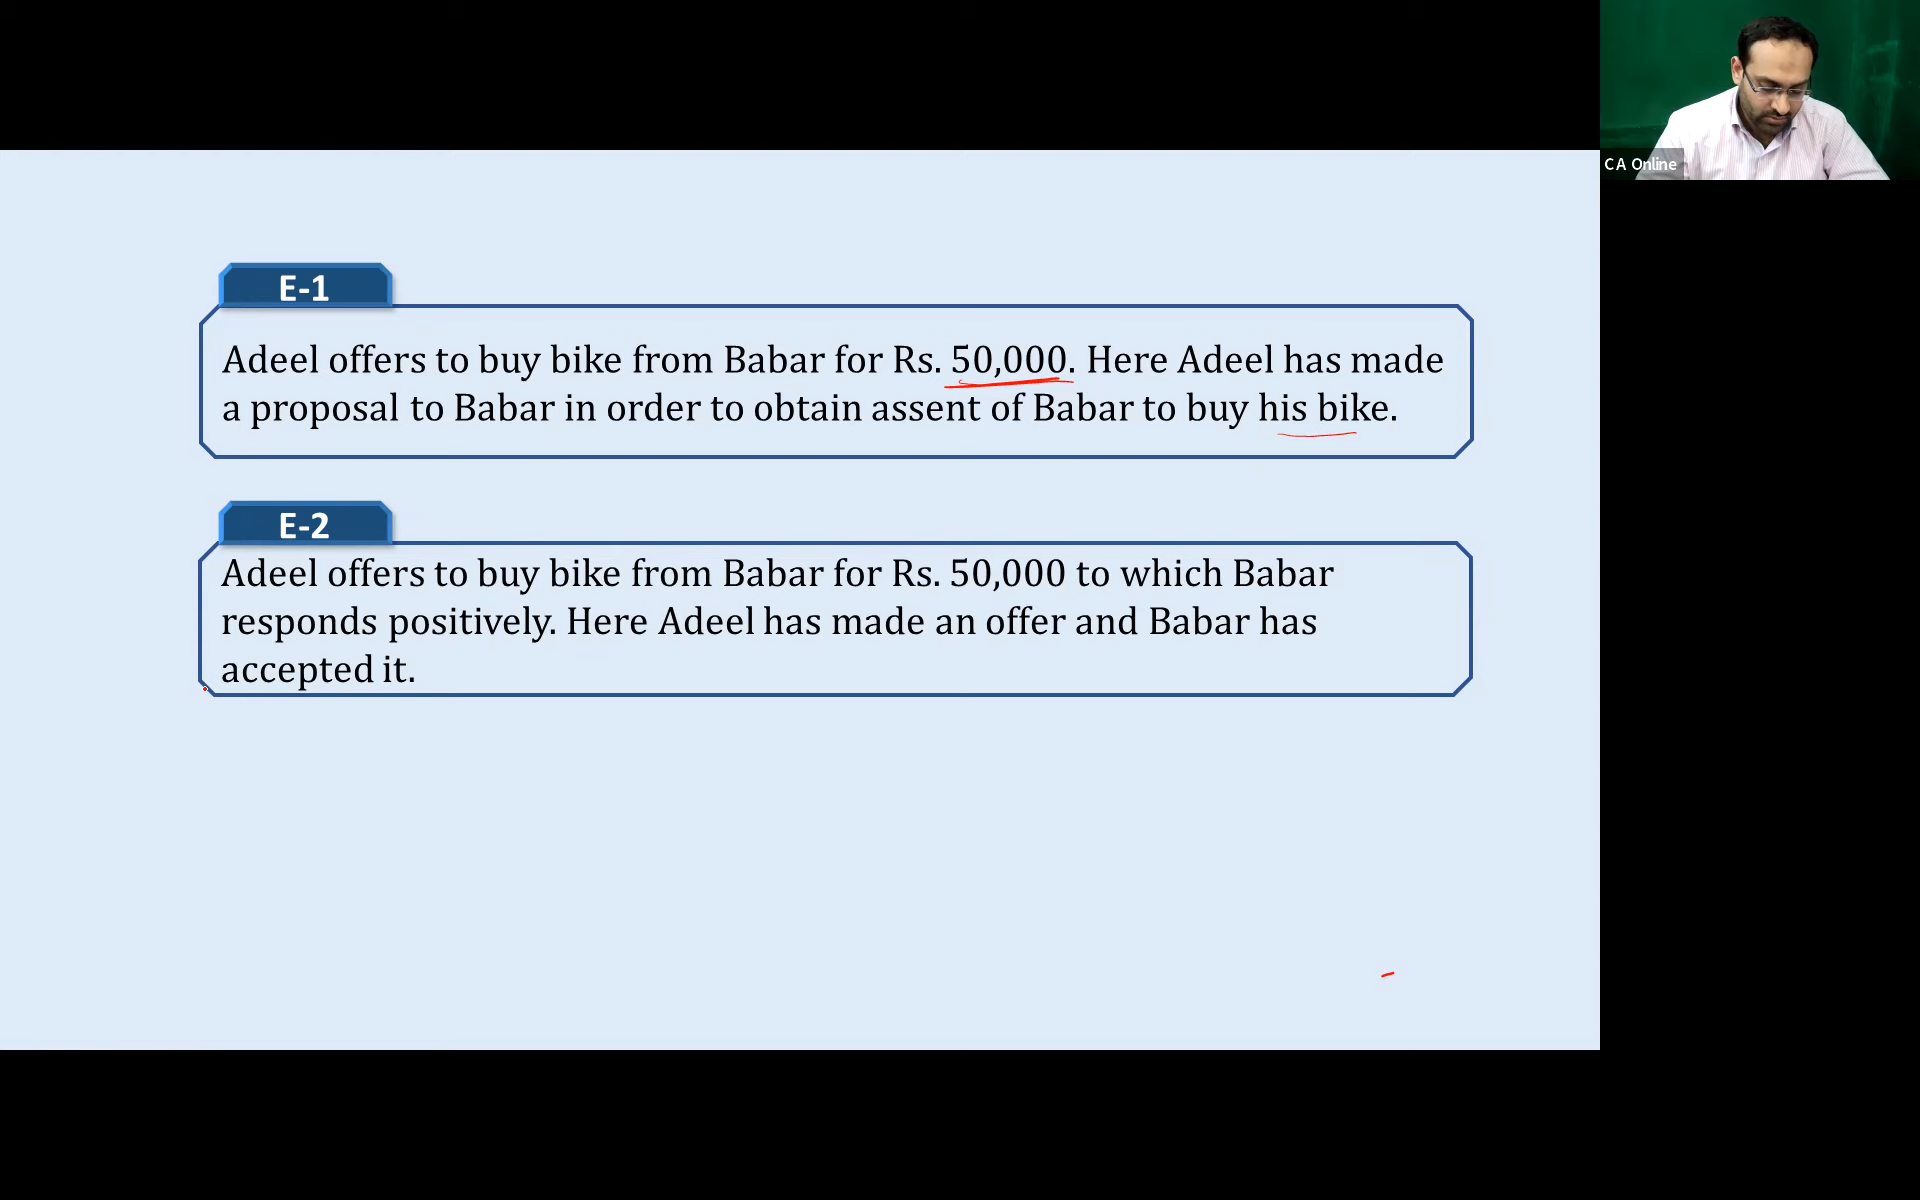 C A Online
E-1
Adeel offers to buy bike from Babar for Rs. 50,000. Here Adeel has made
a proposal to Babar in order to obtain assent of Babar to buy his bike.
E-2
Adeel offers to buy bike from Babar for Rs. 50,000 to which Babar
responds positively. Here Adeel has made an offer and Babar has
accepted it.